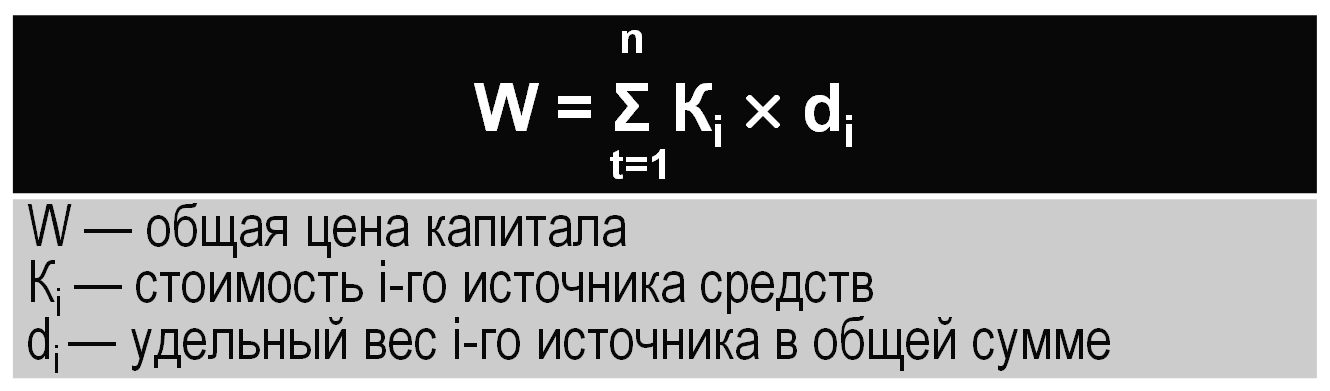 n
W = Σ Кi × di
t=1
W — общая цена капитала
Кi — стоимость i-го источника средств
di — удельный вес i-го источника в общей сумме